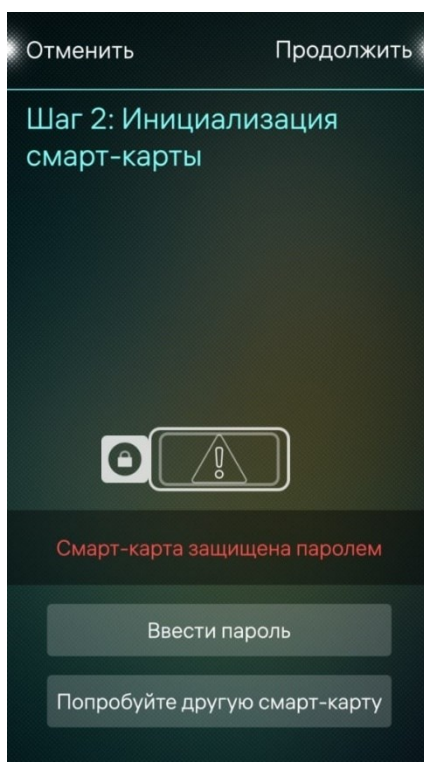 Отменить Продолжить
Шаг 2: Инициализация
смарт-карты
Смарт-карта защищена паролем
Ввести пароль
Попробуйте другую смарт-карту